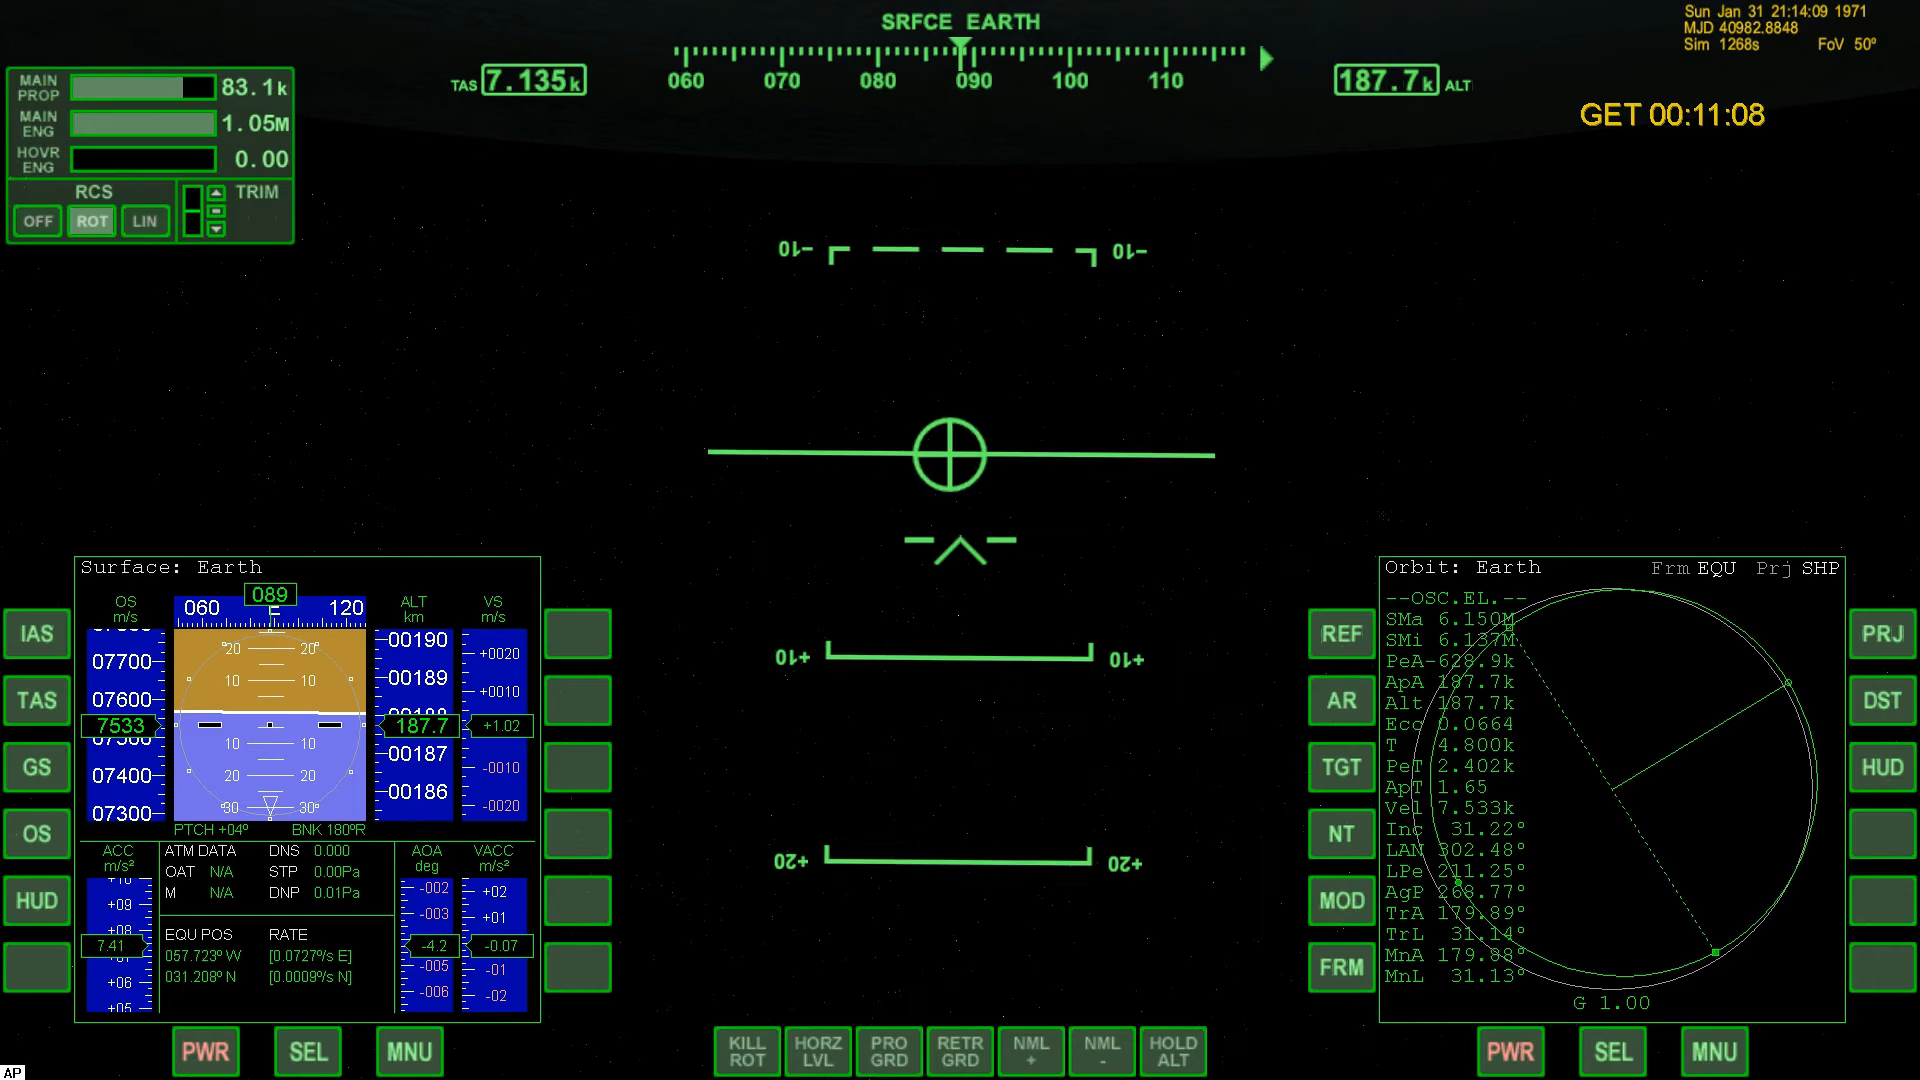 SRFCE EARTH
Sun Jan 31 21:14:09 1971
MJD 40982.8848
Sim 1268s FoV 50°
TAS 7.135k
060 070 080 090 100 110
187.7k ALT
GET 00:11:08
MAIN PROP 83.1k
MAIN ENG 1.05M
HOVR ENG 0.00
RCS TRIM
OFF ROT LIN
-10 -10
+10 +10
+20 +20
Surface: Earth
089
OS m/s
060 E 120
ALT km
VS m/s
07700
07600
7533
07400
07300
20 20°
10 10
10 10
20 20
30 30°
00190
00189
187.7
00187
00186
+0020
+0010
+1.02
-0010
-0020
PTCH +04° BNK 180°R
ACC m/s²
ATM DATA DNS 0.000
OAT N/A STP 0.00Pa
M N/A DNP 0.01Pa
AOA deg
VACC m/s²
+09
+08
7.41
+06
+05
EQU POS RATE
057.723° W [0.0727°/s E]
031.208° N [0.0009°/s N]
-002
-003
-4.2
-005
-006
+02
+01
-0.07
-01
-02
IAS
TAS
GS
OS
HUD
PWR SEL MNU
KILL ROT
HORZ LVL
PRO GRD
RETR GRD
NML +
NML -
HOLD ALT
Orbit: Earth Frm EQU Prj SHP
--OSC.EL.--
SMa 6.150M
SMi 6.137M
PeA-628.9k
ApA 187.7k
Alt 187.7k
Ecc 0.0664
T 4.800k
PeT 2.402k
ApT 1.65
Vel 7.533k
Inc 31.22°
LAN 302.48°
LPe 211.25°
AgP 268.77°
TrA 179.89°
TrL 31.14°
MnA 179.88°
MnL 31.13°
G 1.00
REF
AR
TGT
NT
MOD
FRM
PRJ
DST
HUD
PWR SEL MNU
AP